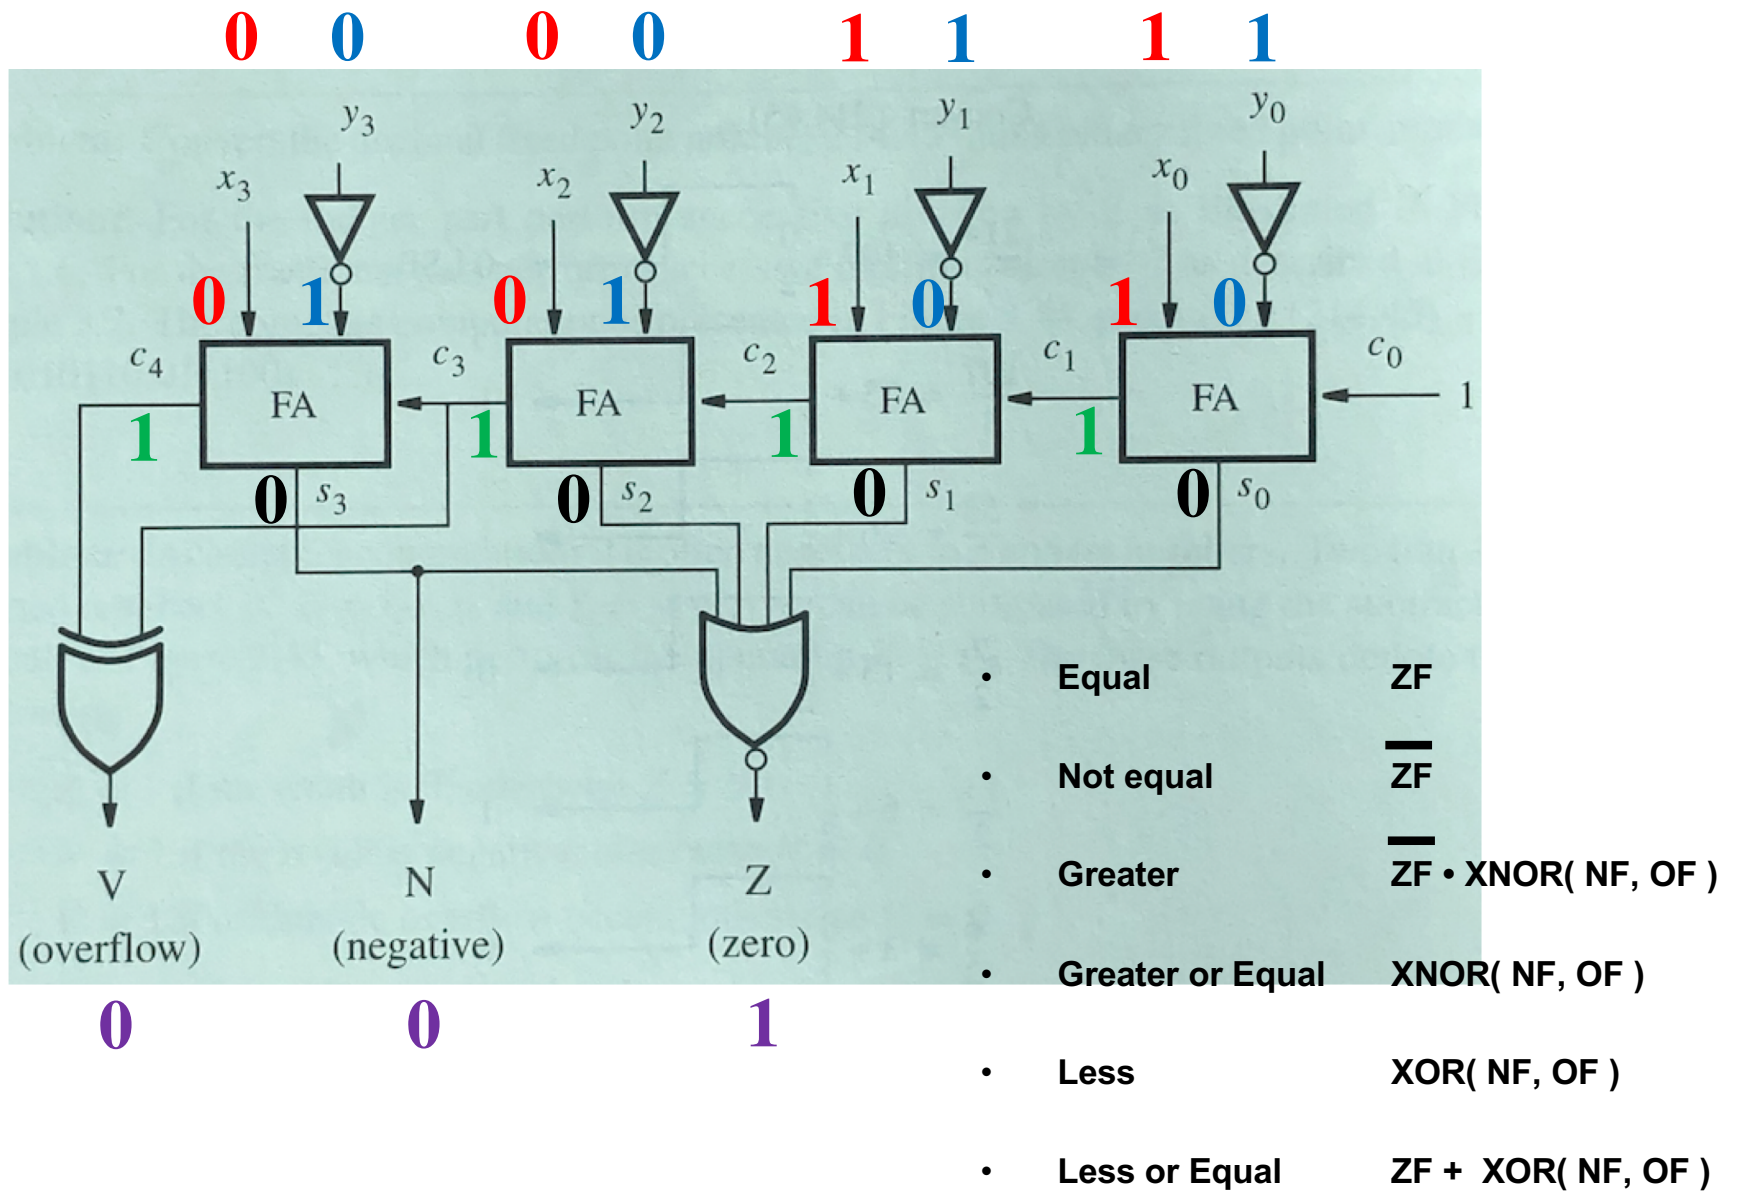 0 0 0 0 1 1 1 1
y3 y2 y1 y0
x3 x2 x1 x0
0 1 0 1 1 0 1 0
c4 c3 c2 c1 c0
FA FA FA FA 1
1 1 1 1
0 s3 0 s2 0 s1 0 s0
• Equal ZF
• Not equal Z̅F̅
V N Z
• Greater Z̅F̅ • XNOR( NF, OF )
(overflow) (negative) (zero)
• Greater or Equal XNOR( NF, OF )
0 0 1
• Less XOR( NF, OF )
• Less or Equal ZF + XOR( NF, OF )